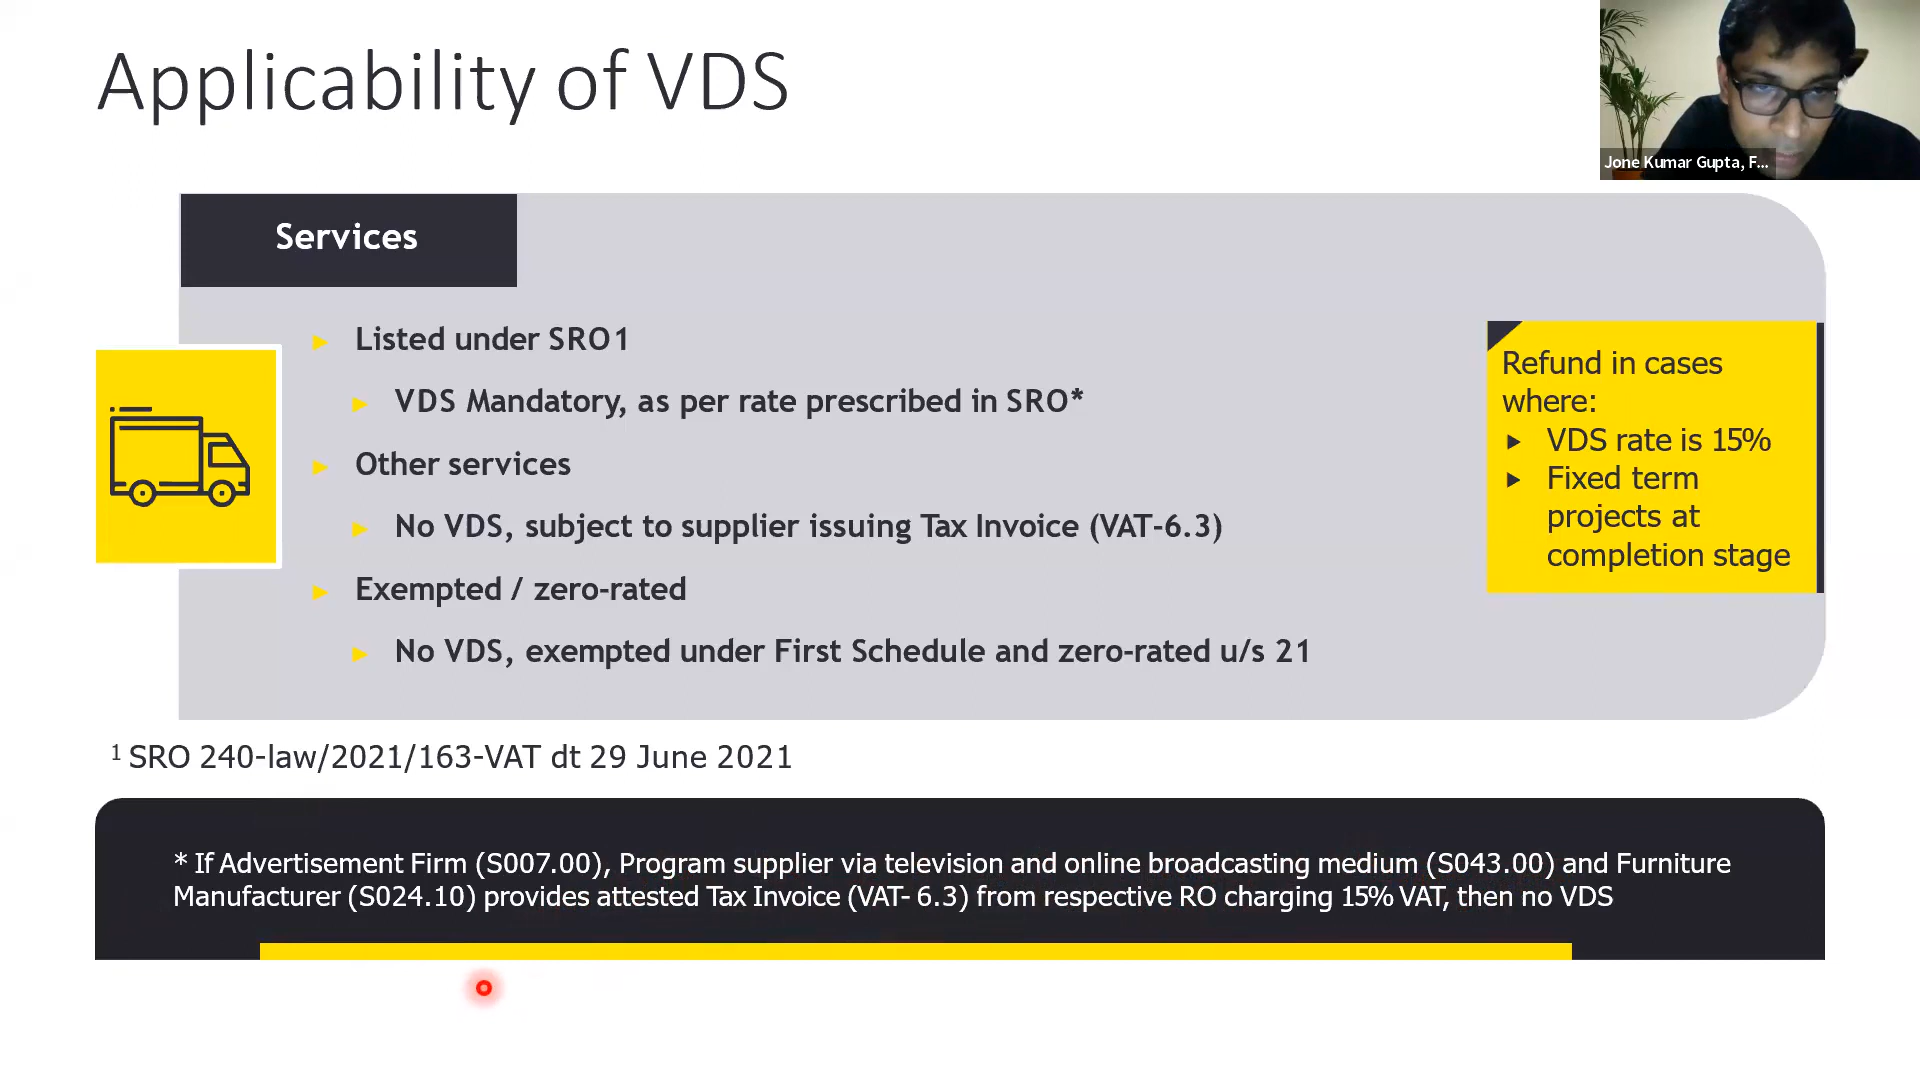 Applicability of VDS
Jone Kumar Gupta, F...
Services
► Listed under SRO1
► VDS Mandatory, as per rate prescribed in SRO*
► Other services
► No VDS, subject to supplier issuing Tax Invoice (VAT-6.3)
► Exempted / zero-rated
► No VDS, exempted under First Schedule and zero-rated u/s 21
Refund in cases
where:
► VDS rate is 15%
► Fixed term
projects at
completion stage
¹ SRO 240-law/2021/163-VAT dt 29 June 2021
* If Advertisement Firm (S007.00), Program supplier via television and online broadcasting medium (S043.00) and Furniture
Manufacturer (S024.10) provides attested Tax Invoice (VAT- 6.3) from respective RO charging 15% VAT, then no VDS